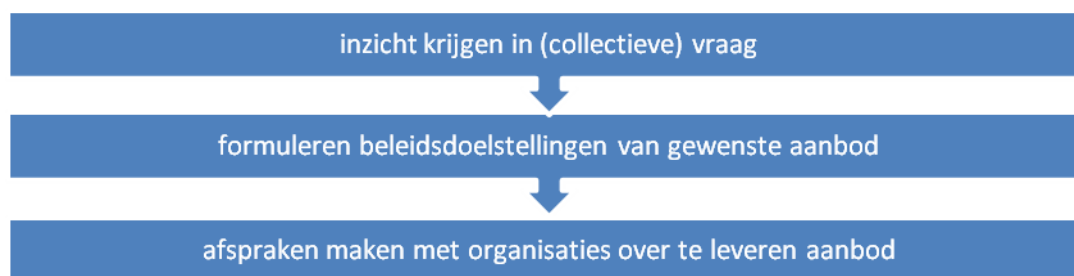 inzicht krijgen in (collectieve) vraag
formuleren beleidsdoelstellingen van gewenste aanbod
afspraken maken met organisaties over te leveren aanbod